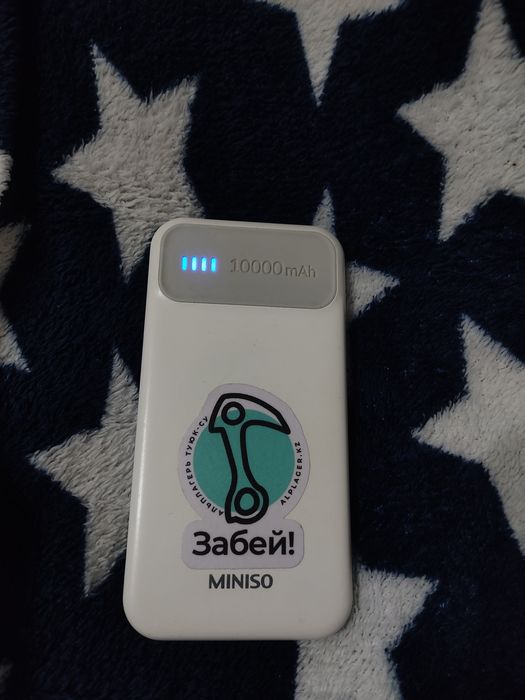 10000mAh
АЛЬПЛАГЕРЬ ТУЮК-СУ
ALPLAGER.KZ
Забей!
MINISO